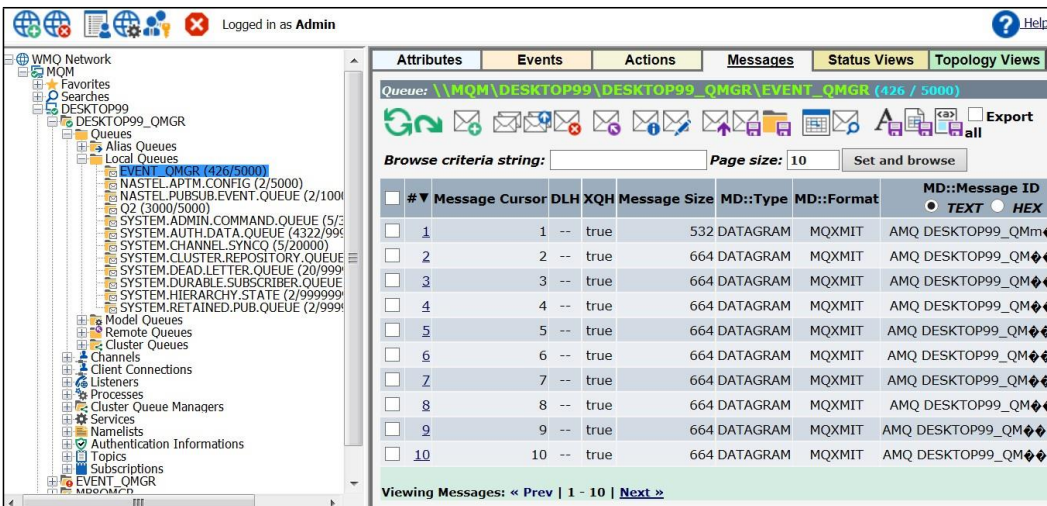 Logged in as Admin
Help
WMQ Network
MQM
Favorites
Searches
DESKTOP99
DESKTOP99_QMGR
Queues
Alias Queues
Local Queues
EVENT_QMGR (426/5000)
NASTEL.APTM.CONFIG (2/5000)
NASTEL.PUBSUB.EVENT.QUEUE (2/100
Q2 (3000/5000)
SYSTEM.ADMIN.COMMAND.QUEUE (5/3
SYSTEM.AUTH.DATA.QUEUE (4322/999
SYSTEM.CHANNEL.SYNCQ (5/20000)
SYSTEM.CLUSTER.REPOSITORY.QUEUE
SYSTEM.DEAD.LETTER.QUEUE (20/999
SYSTEM.DURABLE.SUBSCRIBER.QUEUE
SYSTEM.HIERARCHY.STATE (2/999999
SYSTEM.RETAINED.PUB.QUEUE (2/999
Model Queues
Remote Queues
Cluster Queues
Channels
Client Connections
Listeners
Processes
Cluster Queue Managers
Services
Namelists
Authentication Informations
Topics
Subscriptions
EVENT_QMGR
Attributes Events Actions Messages Status Views Topology Views
Queue: \\MQM\DESKTOP99\DESKTOP99_QMGR\EVENT_QMGR (426 / 5000)
Export all
Browse criteria string: Page size: 10 Set and browse
#▼ Message Cursor DLH XQH Message Size MD::Type MD::Format MD::Message ID TEXT HEX
1 1 -- true 532 DATAGRAM MQXMIT AMQ DESKTOP99_QMm�
2 2 -- true 664 DATAGRAM MQXMIT AMQ DESKTOP99_QM��
3 3 -- true 664 DATAGRAM MQXMIT AMQ DESKTOP99_QM��
4 4 -- true 664 DATAGRAM MQXMIT AMQ DESKTOP99_QM��
5 5 -- true 664 DATAGRAM MQXMIT AMQ DESKTOP99_QM��
6 6 -- true 664 DATAGRAM MQXMIT AMQ DESKTOP99_QM��
7 7 -- true 664 DATAGRAM MQXMIT AMQ DESKTOP99_QM��
8 8 -- true 664 DATAGRAM MQXMIT AMQ DESKTOP99_QM��
9 9 -- true 664 DATAGRAM MQXMIT AMQ DESKTOP99_QM��
10 10 -- true 664 DATAGRAM MQXMIT AMQ DESKTOP99_QM��
Viewing Messages: « Prev | 1 - 10 | Next »